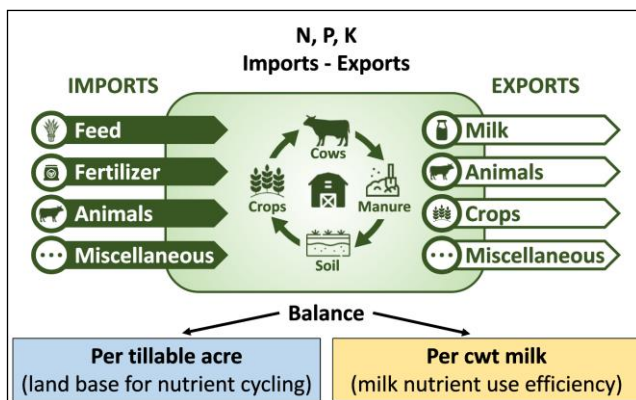 N, P, K
Imports - Exports
IMPORTS
Feed
Fertilizer
Animals
Miscellaneous
Cows
Manure
Soil
Crops
EXPORTS
Milk
Animals
Crops
Miscellaneous
Balance
Per tillable acre
(land base for nutrient cycling)
Per cwt milk
(milk nutrient use efficiency)